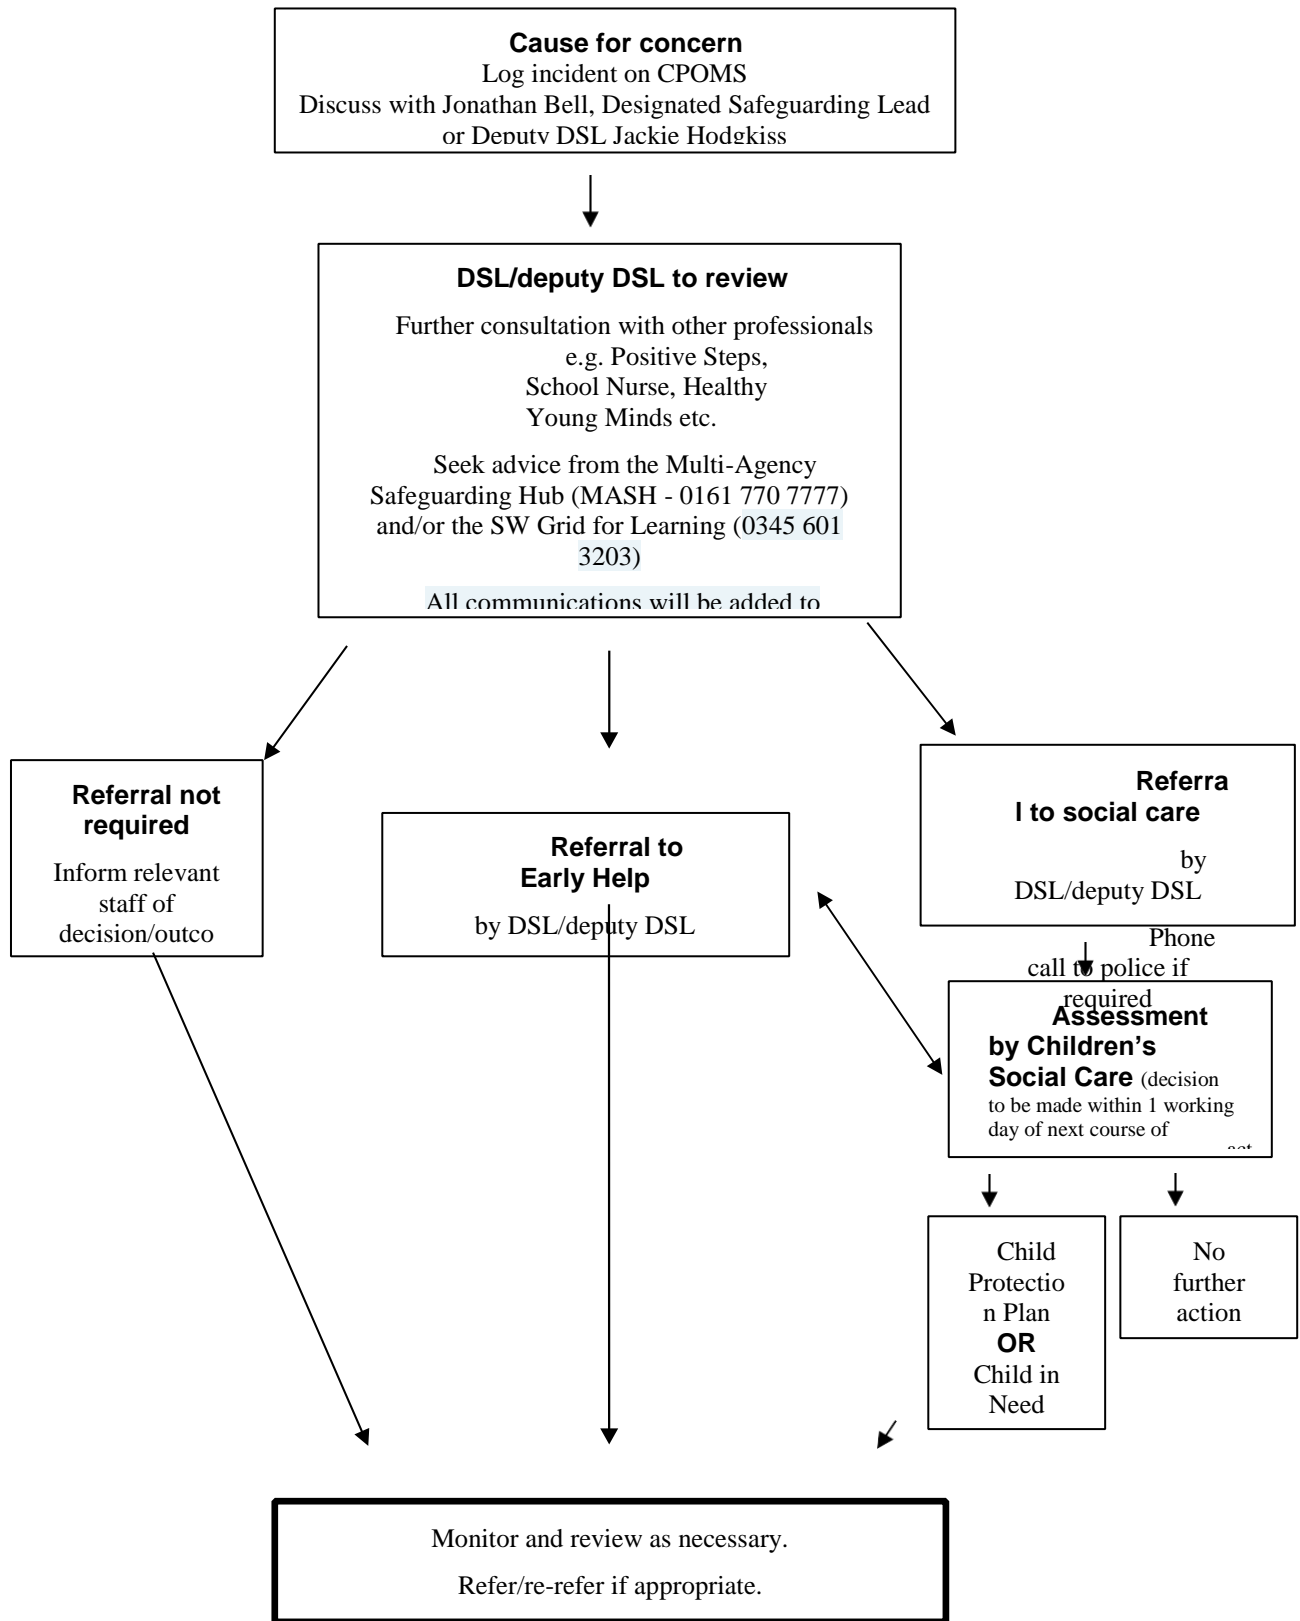 Cause for concern
Log incident on CPOMS
Discuss with Jonathan Bell, Designated Safeguarding Lead
or Deputy DSL Jackie Hodgkiss
DSL/deputy DSL to review
Further consultation with other professionals
e.g. Positive Steps,
School Nurse, Healthy
Young Minds etc.
Seek advice from the Multi-Agency
Safeguarding Hub (MASH - 0161 770 7777)
and/or the SW Grid for Learning (0345 601
3203)
All communications will be added to
Referral not
required
Inform relevant
staff of
decision/outco
Referral to
Early Help
by DSL/deputy DSL
Referra
l to social care
by
DSL/deputy DSL
Phone
call to police if
required
Assessment
by Children’s
Social Care (decision
to be made within 1 working
day of next course of
act
Child
Protectio
n Plan
OR
Child in
Need
No
further
action
Monitor and review as necessary.
Refer/re-refer if appropriate.